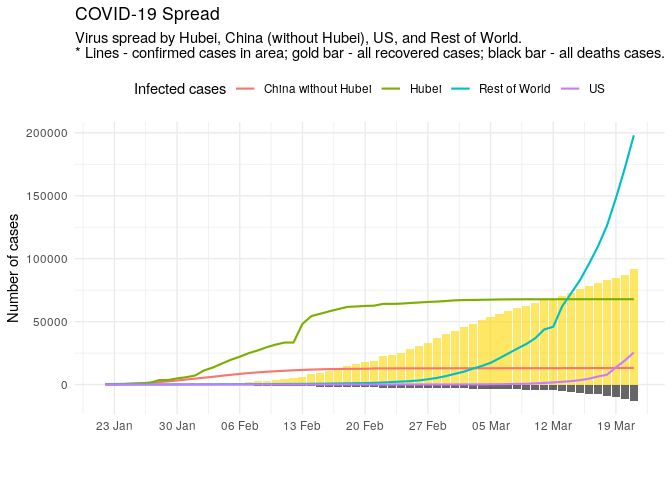 COVID-19 Spread
Virus spread by Hubei, China (without Hubei), US, and Rest of World.
* Lines - confirmed cases in area; gold bar - all recovered cases; black bar - all deaths cases.
Infected cases China without Hubei Hubei Rest of World US
Number of cases
200000
150000
100000
50000
0
23 Jan 30 Jan 06 Feb 13 Feb 20 Feb 27 Feb 05 Mar 12 Mar 19 Mar